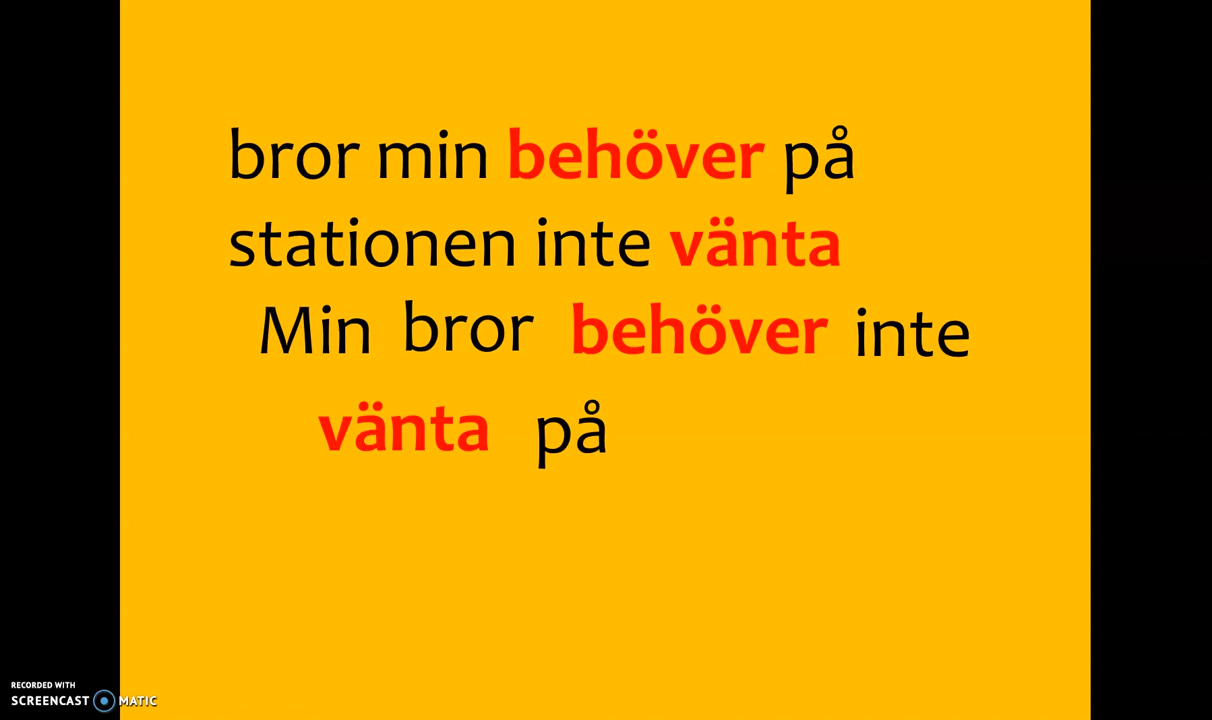 bror min behöver på
stationen inte vänta
Min bror behöver inte
vänta på
RECORDED WITH
SCREENCAST MATIC